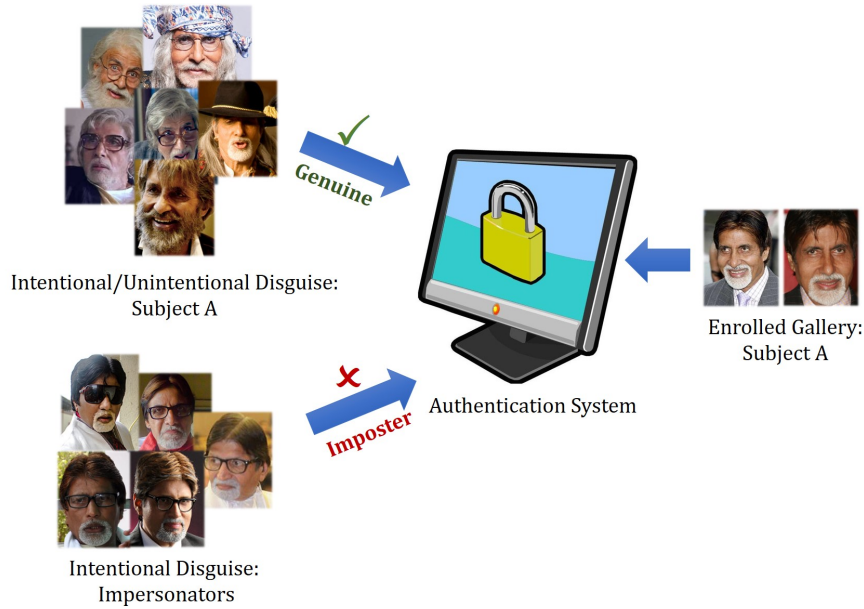 Genuine
Intentional/Unintentional Disguise:
Subject A
Enrolled Gallery:
Subject A
Authentication System
Imposter
Intentional Disguise:
Impersonators